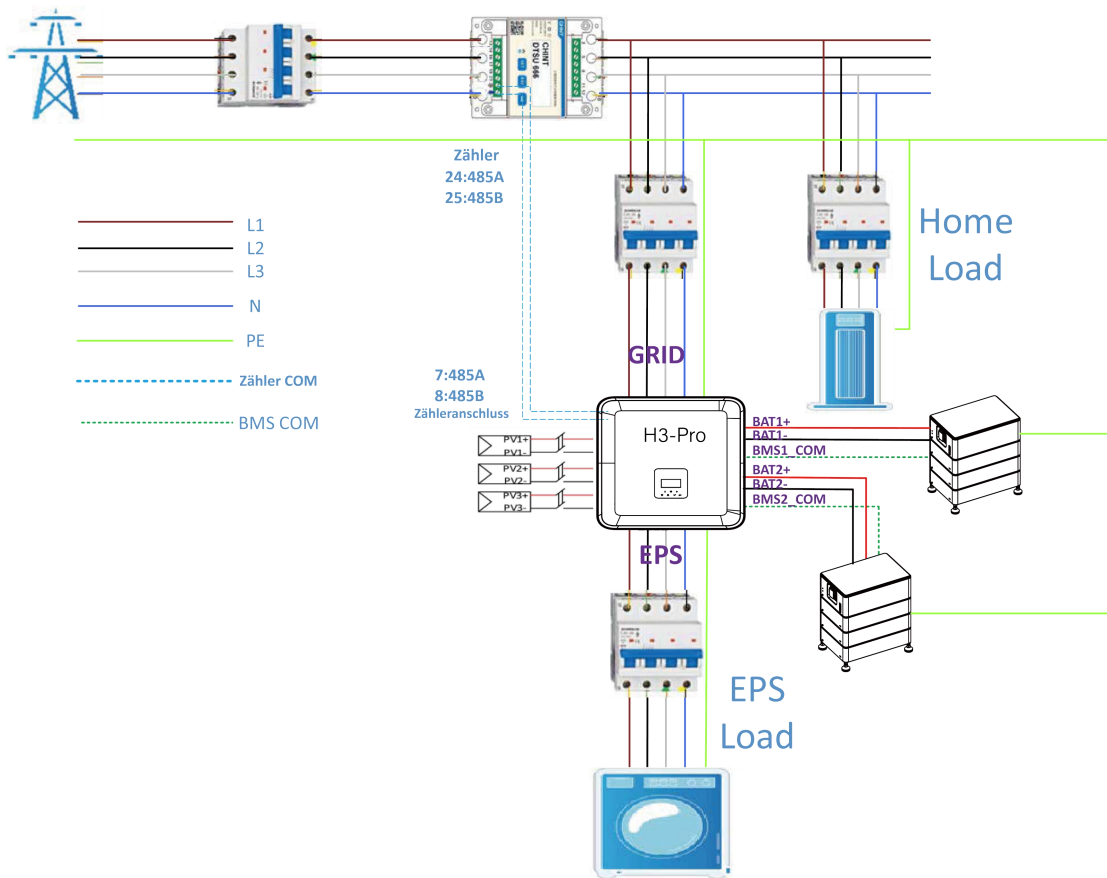 CHINT
DTSU 666
Zähler
24:485A
25:485B
L1
L2
L3
N
PE
Zähler COM
BMS COM
Home
Load
GRID
7:485A
8:485B
Zähleranschluss
H3-Pro
PV1+
PV1-
PV2+
PV2-
PV3+
PV3-
BAT1+
BAT1-
BMS1_COM
BAT2+
BAT2-
BMS2_COM
EPS
EPS
Load